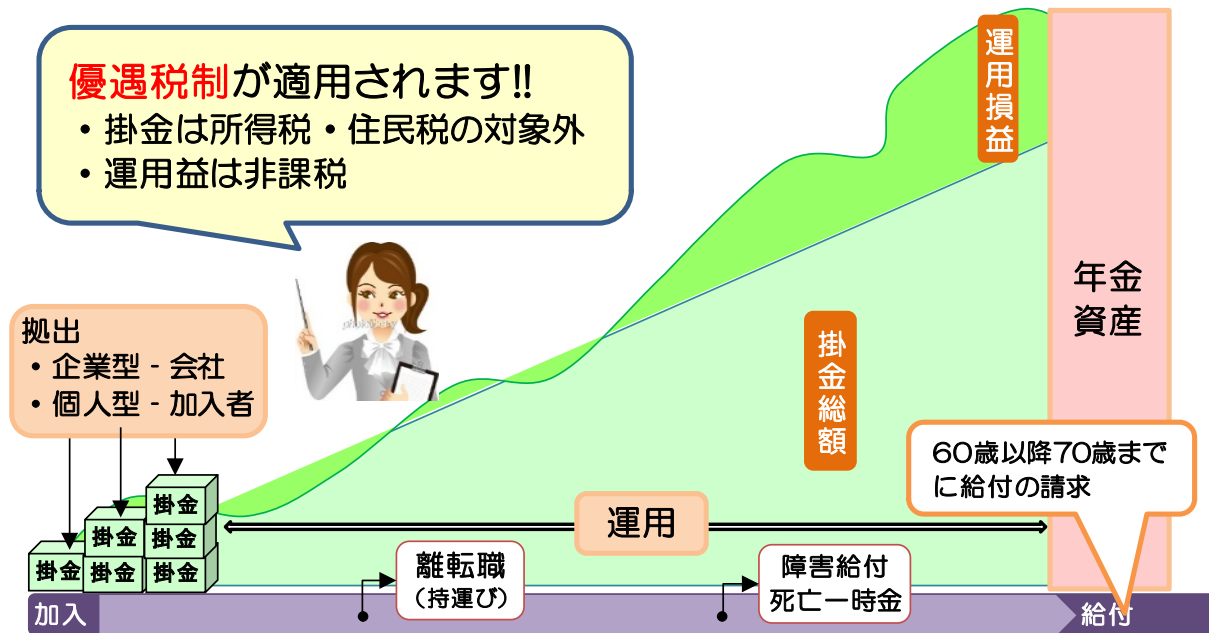 優遇税制が適用されます!!
・掛金は所得税・住民税の対象外
・運用益は非課税
運用損益
年金
資産
掛金総額
拠出
・企業型 - 会社
・個人型 - 加入者
掛金
掛金
掛金
掛金
掛金
掛金
運用
60歳以降70歳まで
に給付の請求
離転職
(持運び)
障害給付
死亡一時金
加入
給付